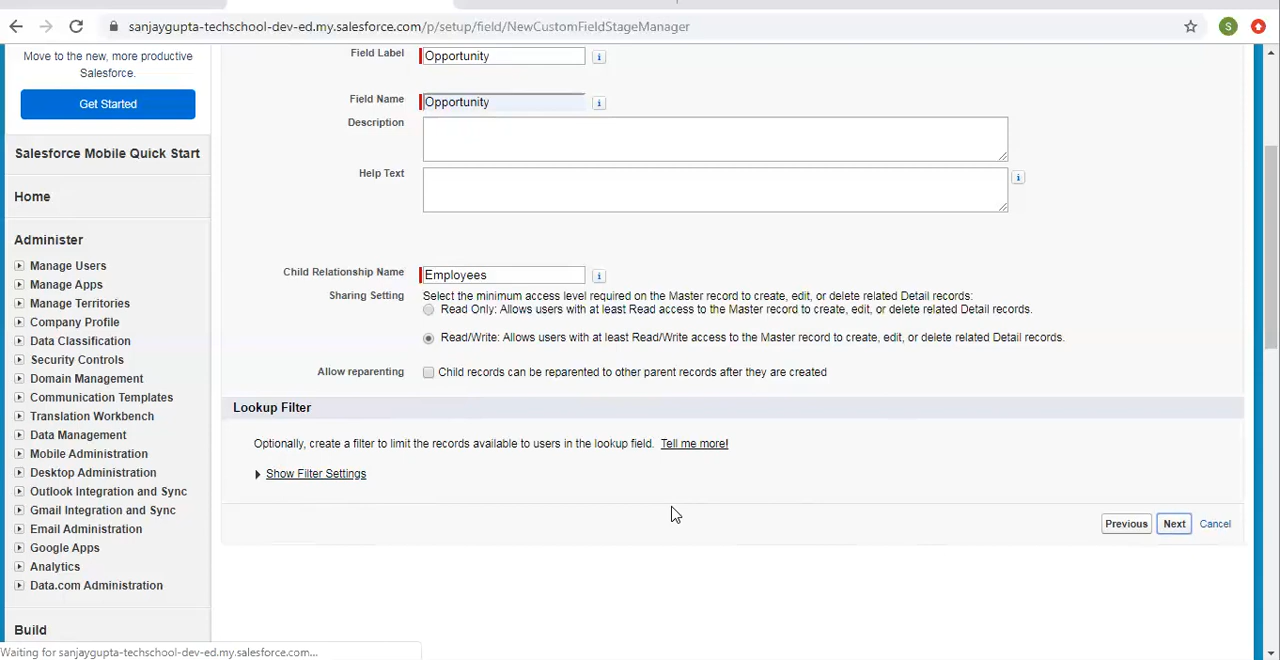 sanjaygupta-techschool-dev-ed.my.salesforce.com/p/setup/field/NewCustomFieldStageManager
S
Move to the new, more productive
Salesforce.
Get Started
Salesforce Mobile Quick Start
Home
Administer
Manage Users
Manage Apps
Manage Territories
Company Profile
Data Classification
Security Controls
Domain Management
Communication Templates
Translation Workbench
Data Management
Mobile Administration
Desktop Administration
Outlook Integration and Sync
Gmail Integration and Sync
Email Administration
Google Apps
Analytics
Data.com Administration
Build
Field Label Opportunity i
Field Name Opportunity i
Description
Help Text i
Child Relationship Name Employees i
Sharing Setting Select the minimum access level required on the Master record to create, edit, or delete related Detail records:
Read Only: Allows users with at least Read access to the Master record to create, edit, or delete related Detail records.
Read/Write: Allows users with at least Read/Write access to the Master record to create, edit, or delete related Detail records.
Allow reparenting Child records can be reparented to other parent records after they are created
Lookup Filter
Optionally, create a filter to limit the records available to users in the lookup field. Tell me more!
Show Filter Settings
Previous Next Cancel
Waiting for sanjaygupta-techschool-dev-ed.my.salesforce.com...